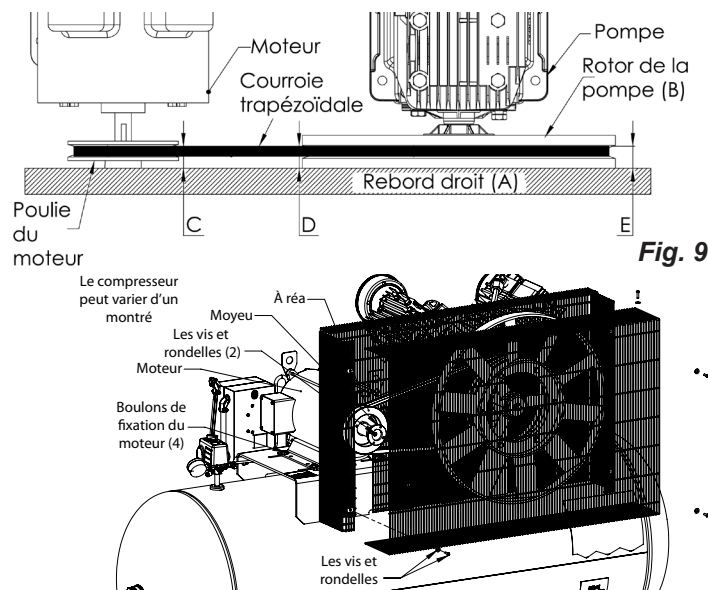 Moteur
Courroie
trapézoïdale
Pompe
Rotor de la
pompe (B)
Rebord droit (A)
Poulie
du
moteur
C
D
E
Fig. 9
Le compresseur
peut varier d'un
montré
À réa
Moyeu
Les vis et
rondelles (2)
Moteur
Boulons de
fixation du
moteur (4)
Les vis et
rondelles